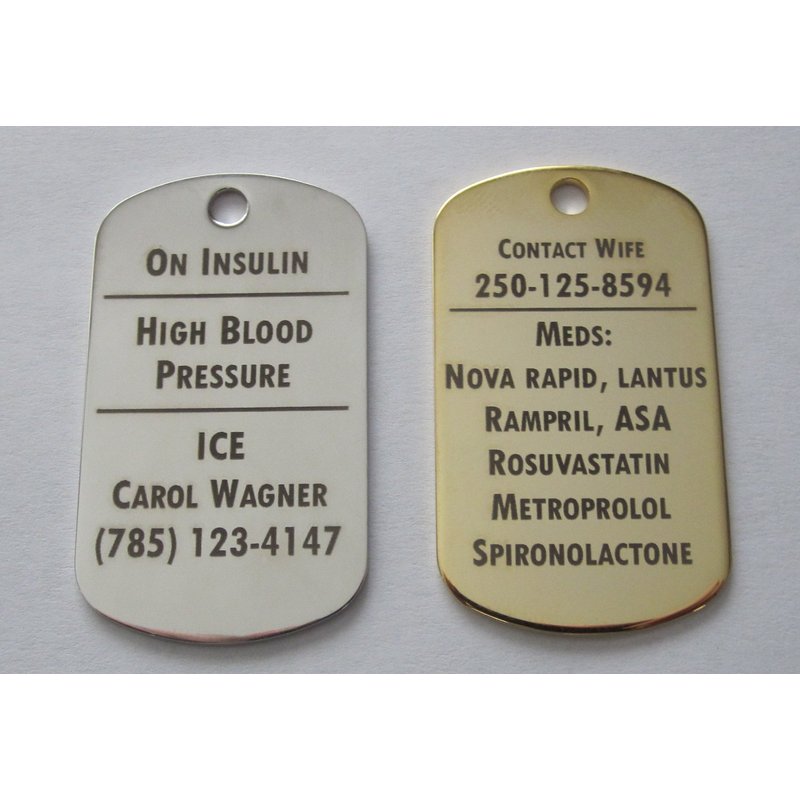 On Insulin
High Blood
Pressure
ICE
Carol Wagner
(785) 123-4147
Contact Wife
250-125-8594
Meds:
Nova rapid, lantus
Rampril, ASA
Rosuvastatin
Metroprolol
Spironolactone